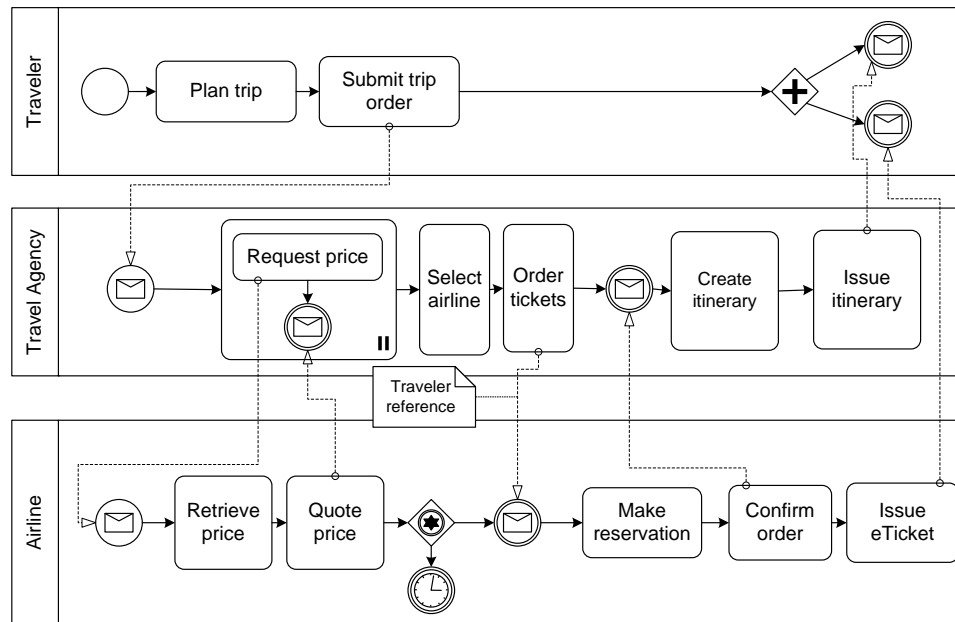 Traveler
Plan trip
Submit trip
order
Travel Agency
Request price
Select
airline
Order
tickets
Create
itinerary
Issue
itinerary
Traveler
reference
Airline
Retrieve
price
Quote
price
Make
reservation
Confirm
order
Issue
eTicket